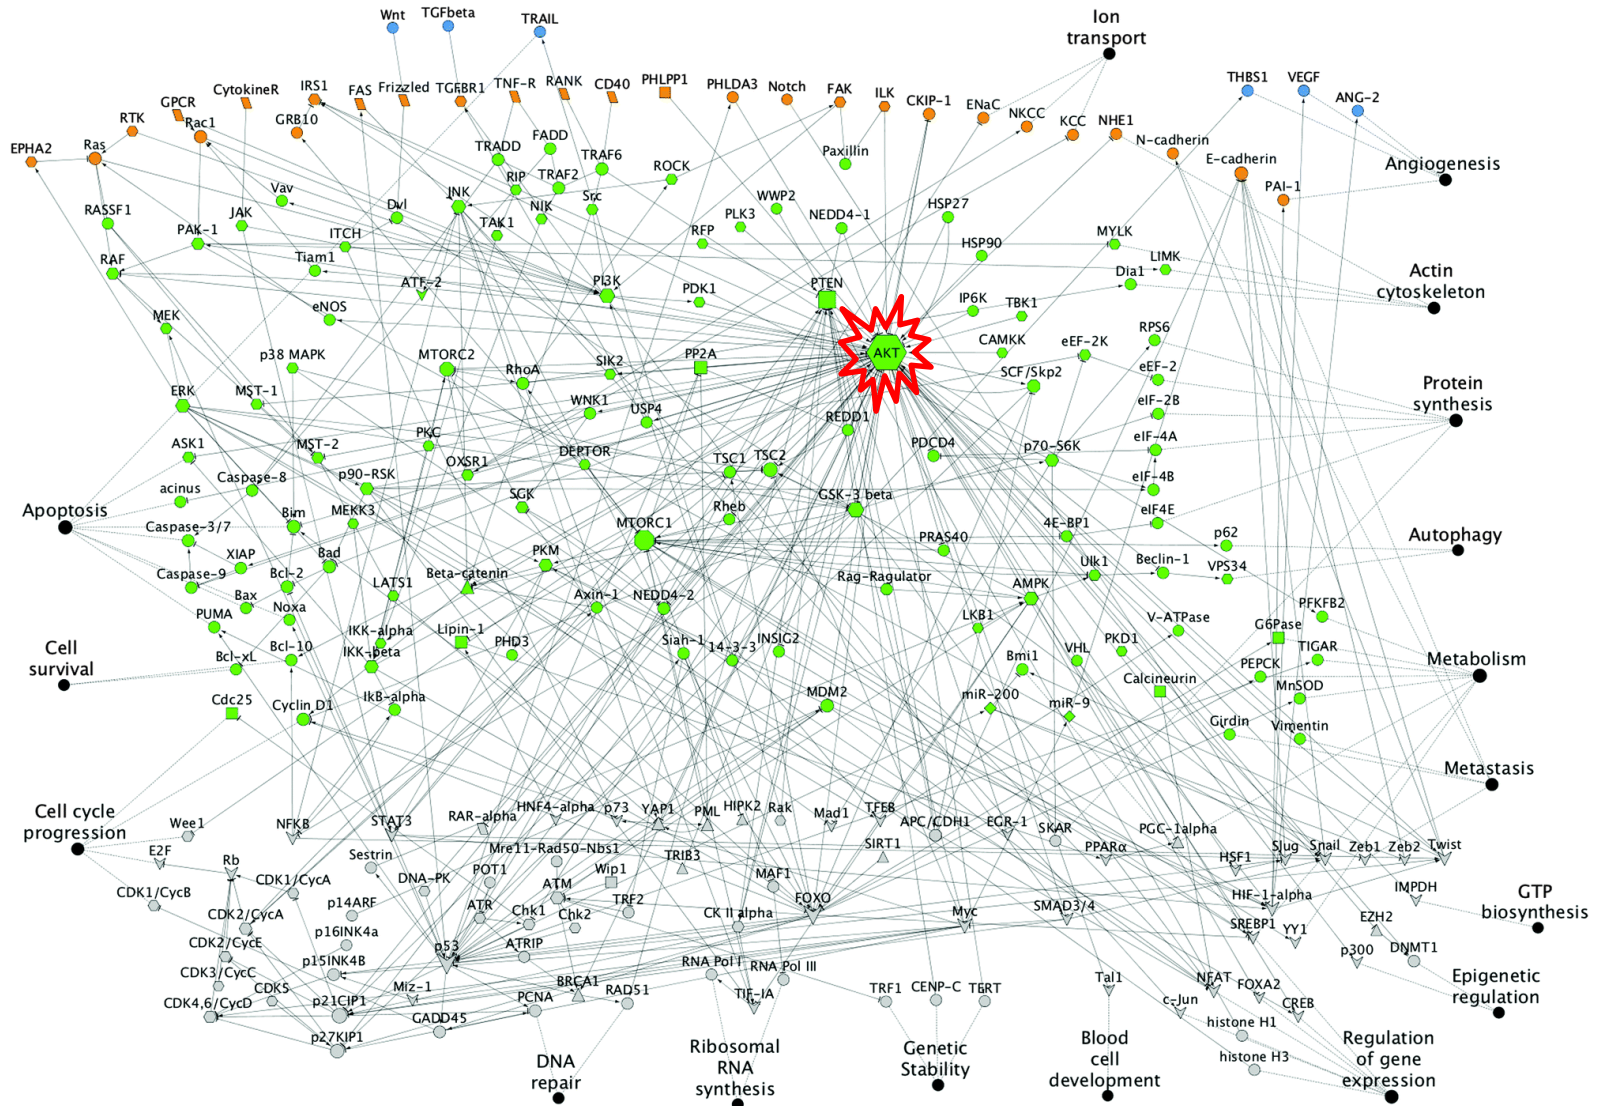 Wnt
TGFbeta
TRAIL
Ion
transport
THBS1
VEGF
ANG-2
GPCR
CytokineR
IRS1
FAS
Frizzled
TGFBR1
TNF-R
RANK
CD40
PHLPP1
PHLDA3
Notch
FAK
ILK
CKIP-1
ENaC
NKCC
KCC
NHE1
RTK
Rac1
GRB10
EPHA2
Ras
N-cadherin
E-cadherin
PAI-1
Angiogenesis
TRADD
FADD
TRAF6
RIP
TRAF2
ROCK
Paxillin
Vav
RASSF1
PAK-1
JAK
ITCH
Dvl
INK
TAK1
NIK
Src
WWP2
PLK3
RFP
NEDD4-1
HSP27
HSP90
MYLK
LIMK
Dia1
Actin
cytoskeleton
RAF
Tiam1
ATF-2
PI3K
PDK1
PTEN
IP6K
TBK1
eNOS
MEK
AKT
CAMKK
eEF-2K
RPS6
p38 MAPK
MTORC2
RhoA
SIK2
PP2A
SCF/Skp2
eEF-2
Protein
synthesis
ERK
MST-1
WNK1
USP4
REDD1
eIF-2B
ASK1
MST-2
PKC
DEPTOR
PDCD4
p70-S6K
eIF-4A
Caspase-8
p90-RSK
OXSR1
TSC1
TSC2
acinus
SGK
GSK-3 beta
eIF-4B
Apoptosis
Caspase-3/7
Bim
MEKK3
MTORC1
Rheb
PRAS40
4E-BP1
eIF4E
p62
Autophagy
XIAP
Bad
PKM
Caspase-9
Bcl-2
LATS1
Beta-catenin
Rag-Ragulator
AMPK
Ulk1
Beclin-1
VPS34
Bax
Noxa
Axin-1
NEDD4-2
LKB1
PUMA
V-ATPase
G6Pase
PFKFB2
Cell
survival
Bcl-xL
Bcl-10
IKK-alpha
IKK-beta
Lipin-1
PHD3
Siah-1
14-3-3
INSIG2
Bmi1
VHL
PKD1
PEPCK
TIGAR
Metabolism
Cdc25
Cyclin D1
IkB-alpha
MDM2
miR-200
miR-9
Calcineurin
MnSOD
Girdin
Vimentin
Metastasis
Cell cycle
progression
Wee1
NFKB
STAT3
RAR-alpha
HNF4-alpha
p73
YAP1
PML
HIPK2
Rak
Mad1
TFEB
APC/CDH1
EGR-1
SKAR
PGC-1alpha
PPARα
HSF1
Slug
Snail
Zeb1
Zeb2
Twist
E2F
Rb
Sestrin
Mre11-Rad50-Nbs1
POT1
Wip1
TRIB3
SIRT1
CDK1/CycB
CDK1/CycA
DNA-PK
ATM
MAF1
FOXO
IMPDH
GTP
biosynthesis
CDK2/CycA
p14ARF
ATR
Chk1
Chk2
TRF2
CK II alpha
Myc
SMAD3/4
HIF-1-alpha
SREBP1
YY1
EZH2
CDK2/CycE
p16INK4a
p53
ATRIP
p300
DNMT1
CDK3/CycC
p15INK4B
RNA Pol I
RNA Pol III
Epigenetic
regulation
CDK4,6/CycD
CDK5
p21CIP1
Miz-1
BRCA1
RAD51
PCNA
TIF-IA
TRF1
CENP-C
TERT
Tal1
NFAT
FOXA2
c-Jun
CREB
p27KIP1
GADD45
histone H1
histone H3
DNA
repair
Ribosomal
RNA
synthesis
Genetic
Stability
Blood
cell
development
Regulation
of gene
expression